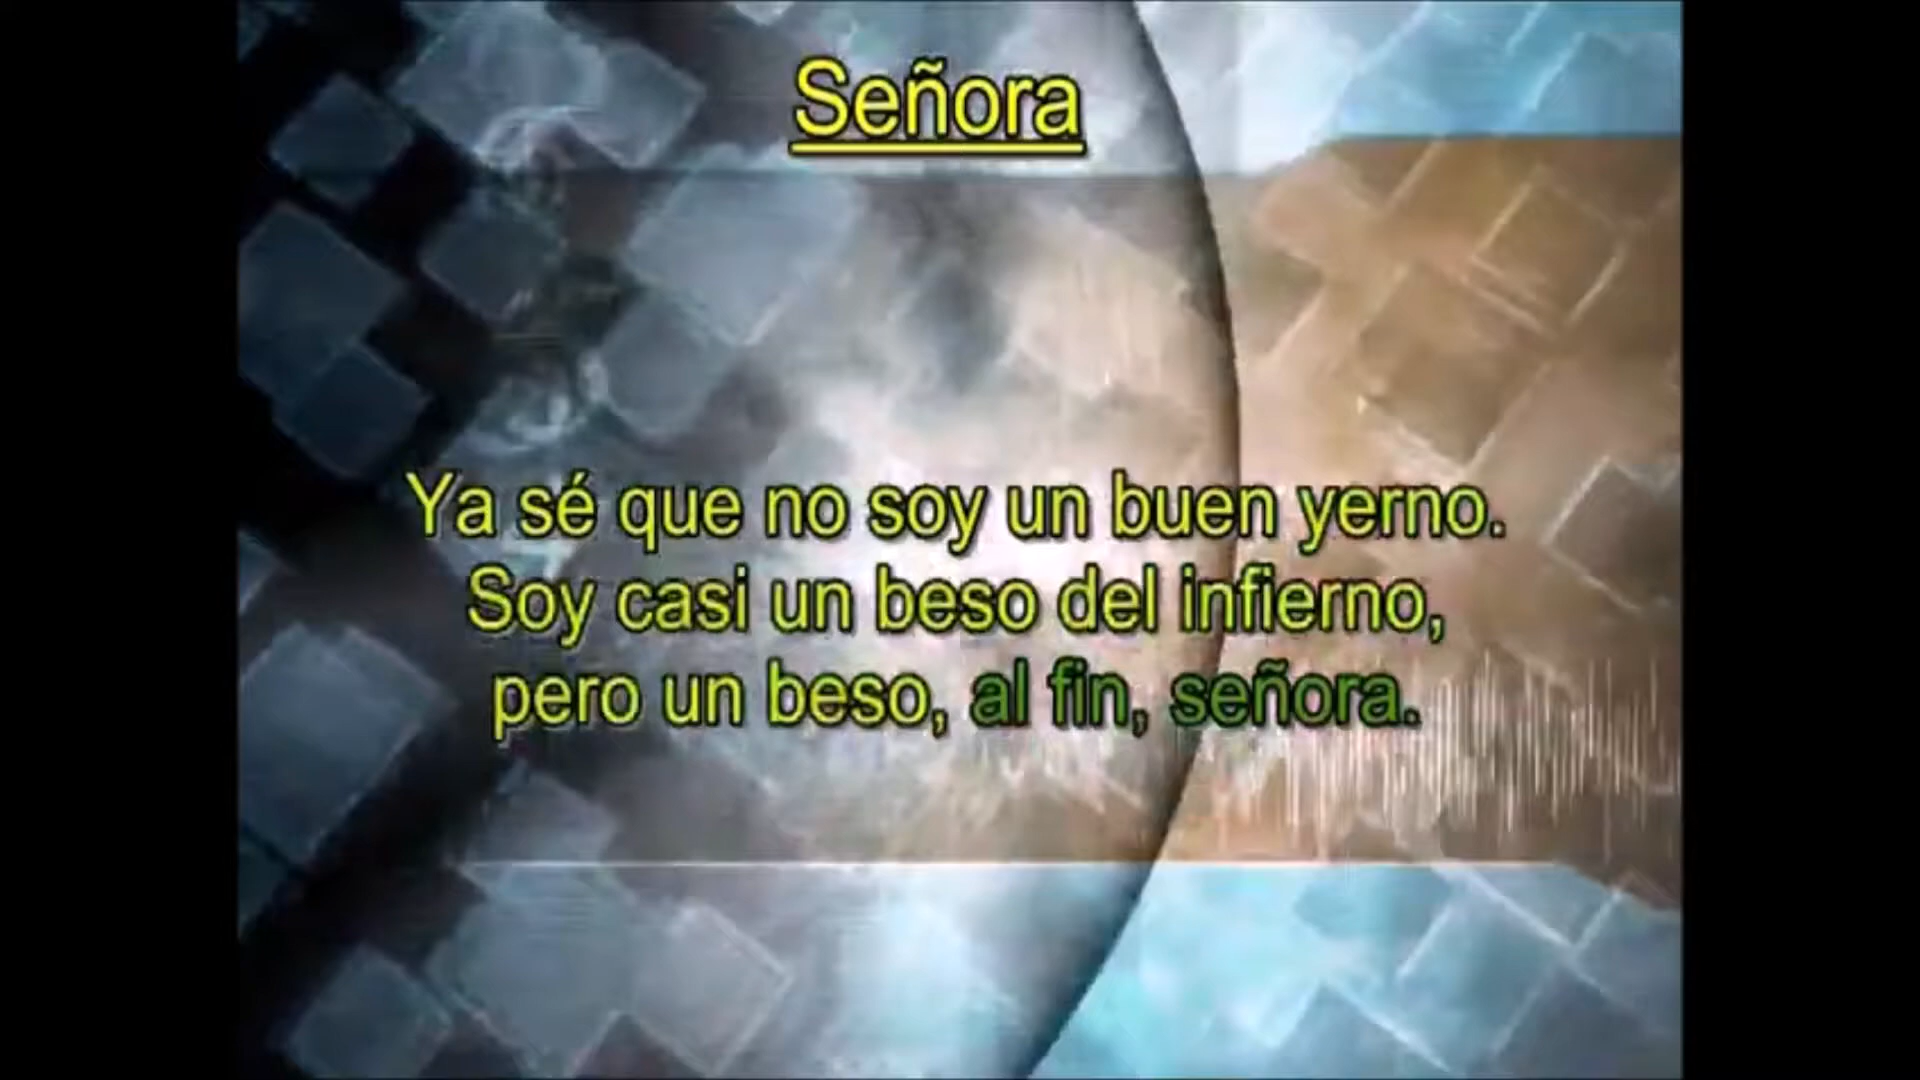 Señora
Ya sé que no soy un buen yerno.
Soy casi un beso del infierno,
pero un beso, al fin, señora.